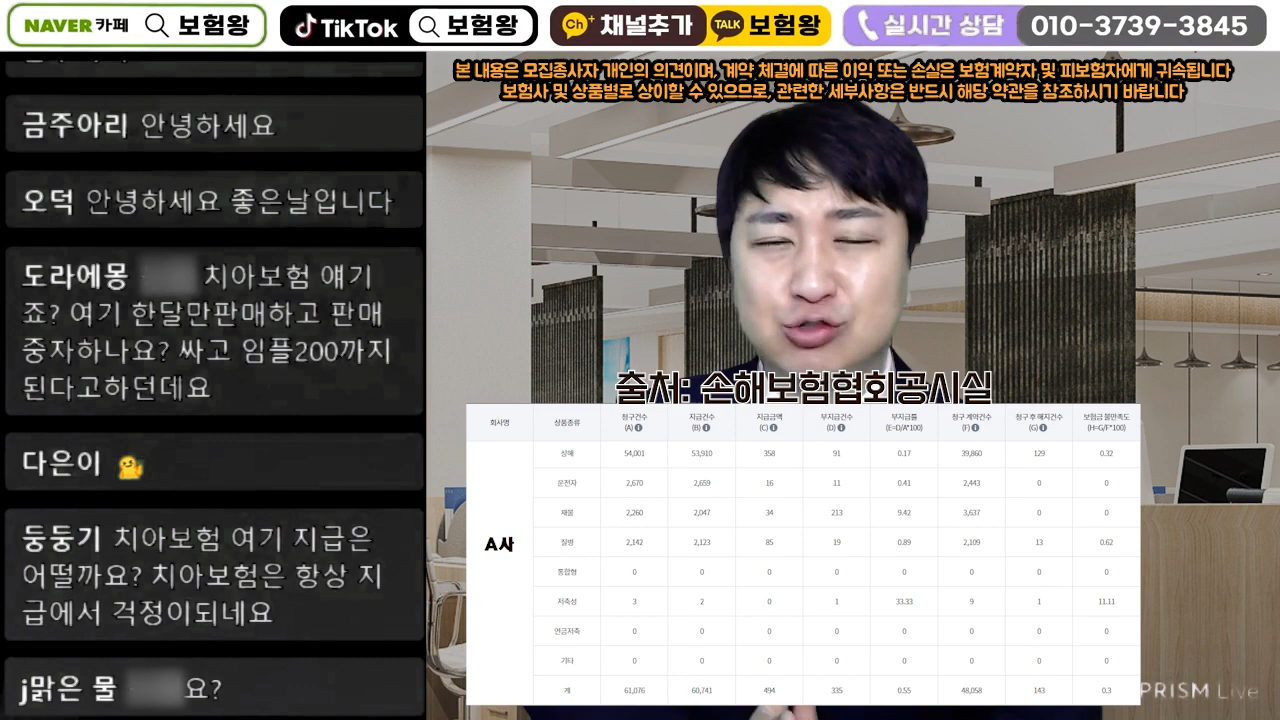 NAVER 카페 보험왕
TikTok 보험왕
Ch+ 채널추가 TALK 보험왕
실시간 상담 010-3739-3845
본 내용은 모집종사자 개인의 의견이며, 계약 체결에 따른 이익 또는 손실은 보험계약자 및 피보험자에게 귀속됩니다
보험사 및 상품별로 상이할 수 있으므로, 관련한 세부사항은 반드시 해당 약관을 참조하시기 바랍니다
금주아리 안녕하세요
오덕 안녕하세요 좋은날입니다
도라에몽 치아보험 얘기
죠? 여기 한달만판매하고 판매
중자하나요? 싸고 임플200까지
된다고하던데요
다은이
둥둥기 치아보험 여기 지급은
어떨까요? 치아보험은 항상 지
급에서 걱정이되네요
j맑은 물 요?
출처: 손해보험협회공시실
회사명 상품종류 청구건수 (A) 지급건수 (B) 지급금액 (C) 부지급건수 (D) 부지급률 (E=D/A*100) 청구 계약건수 (F) 청구 후 해지건수 (G) 보험금 불만족도 (H=G/F*100)
A사
상해 54,001 53,910 358 91 0.17 39,860 129 0.32
운전자 2,670 2,659 16 11 0.41 2,443 0 0
재물 2,260 2,047 34 213 9.42 3,637 0 0
질병 2,142 2,123 85 19 0.89 2,109 13 0.62
통합형 0 0 0 0 0 0 0 0
저축성 3 2 0 1 33.33 9 1 11.11
연금저축 0 0 0 0 0 0 0 0
기타 0 0 0 0 0 0 0 0
계 61,076 60,741 494 335 0.55 48,058 143 0.3
PRISM Live